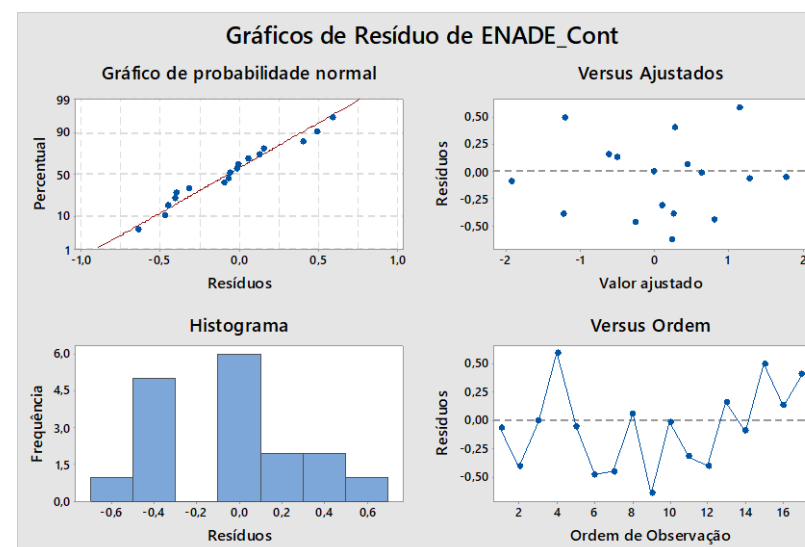 Gráficos de Resíduo de ENADE_Cont
Gráfico de probabilidade normal
99
90
50
10
1
Percentual
-1,0 -0,5 0,0 0,5 1,0
Resíduos
Versus Ajustados
0,50
0,25
0,00
-0,25
-0,50
Resíduos
-2 -1 0 1 2
Valor ajustado
Histograma
6,0
4,5
3,0
1,5
0,0
Frequência
-0,6 -0,4 -0,2 0,0 0,2 0,4 0,6
Resíduos
Versus Ordem
0,50
0,25
0,00
-0,25
-0,50
Resíduos
2 4 6 8 10 12 14 16
Ordem de Observação